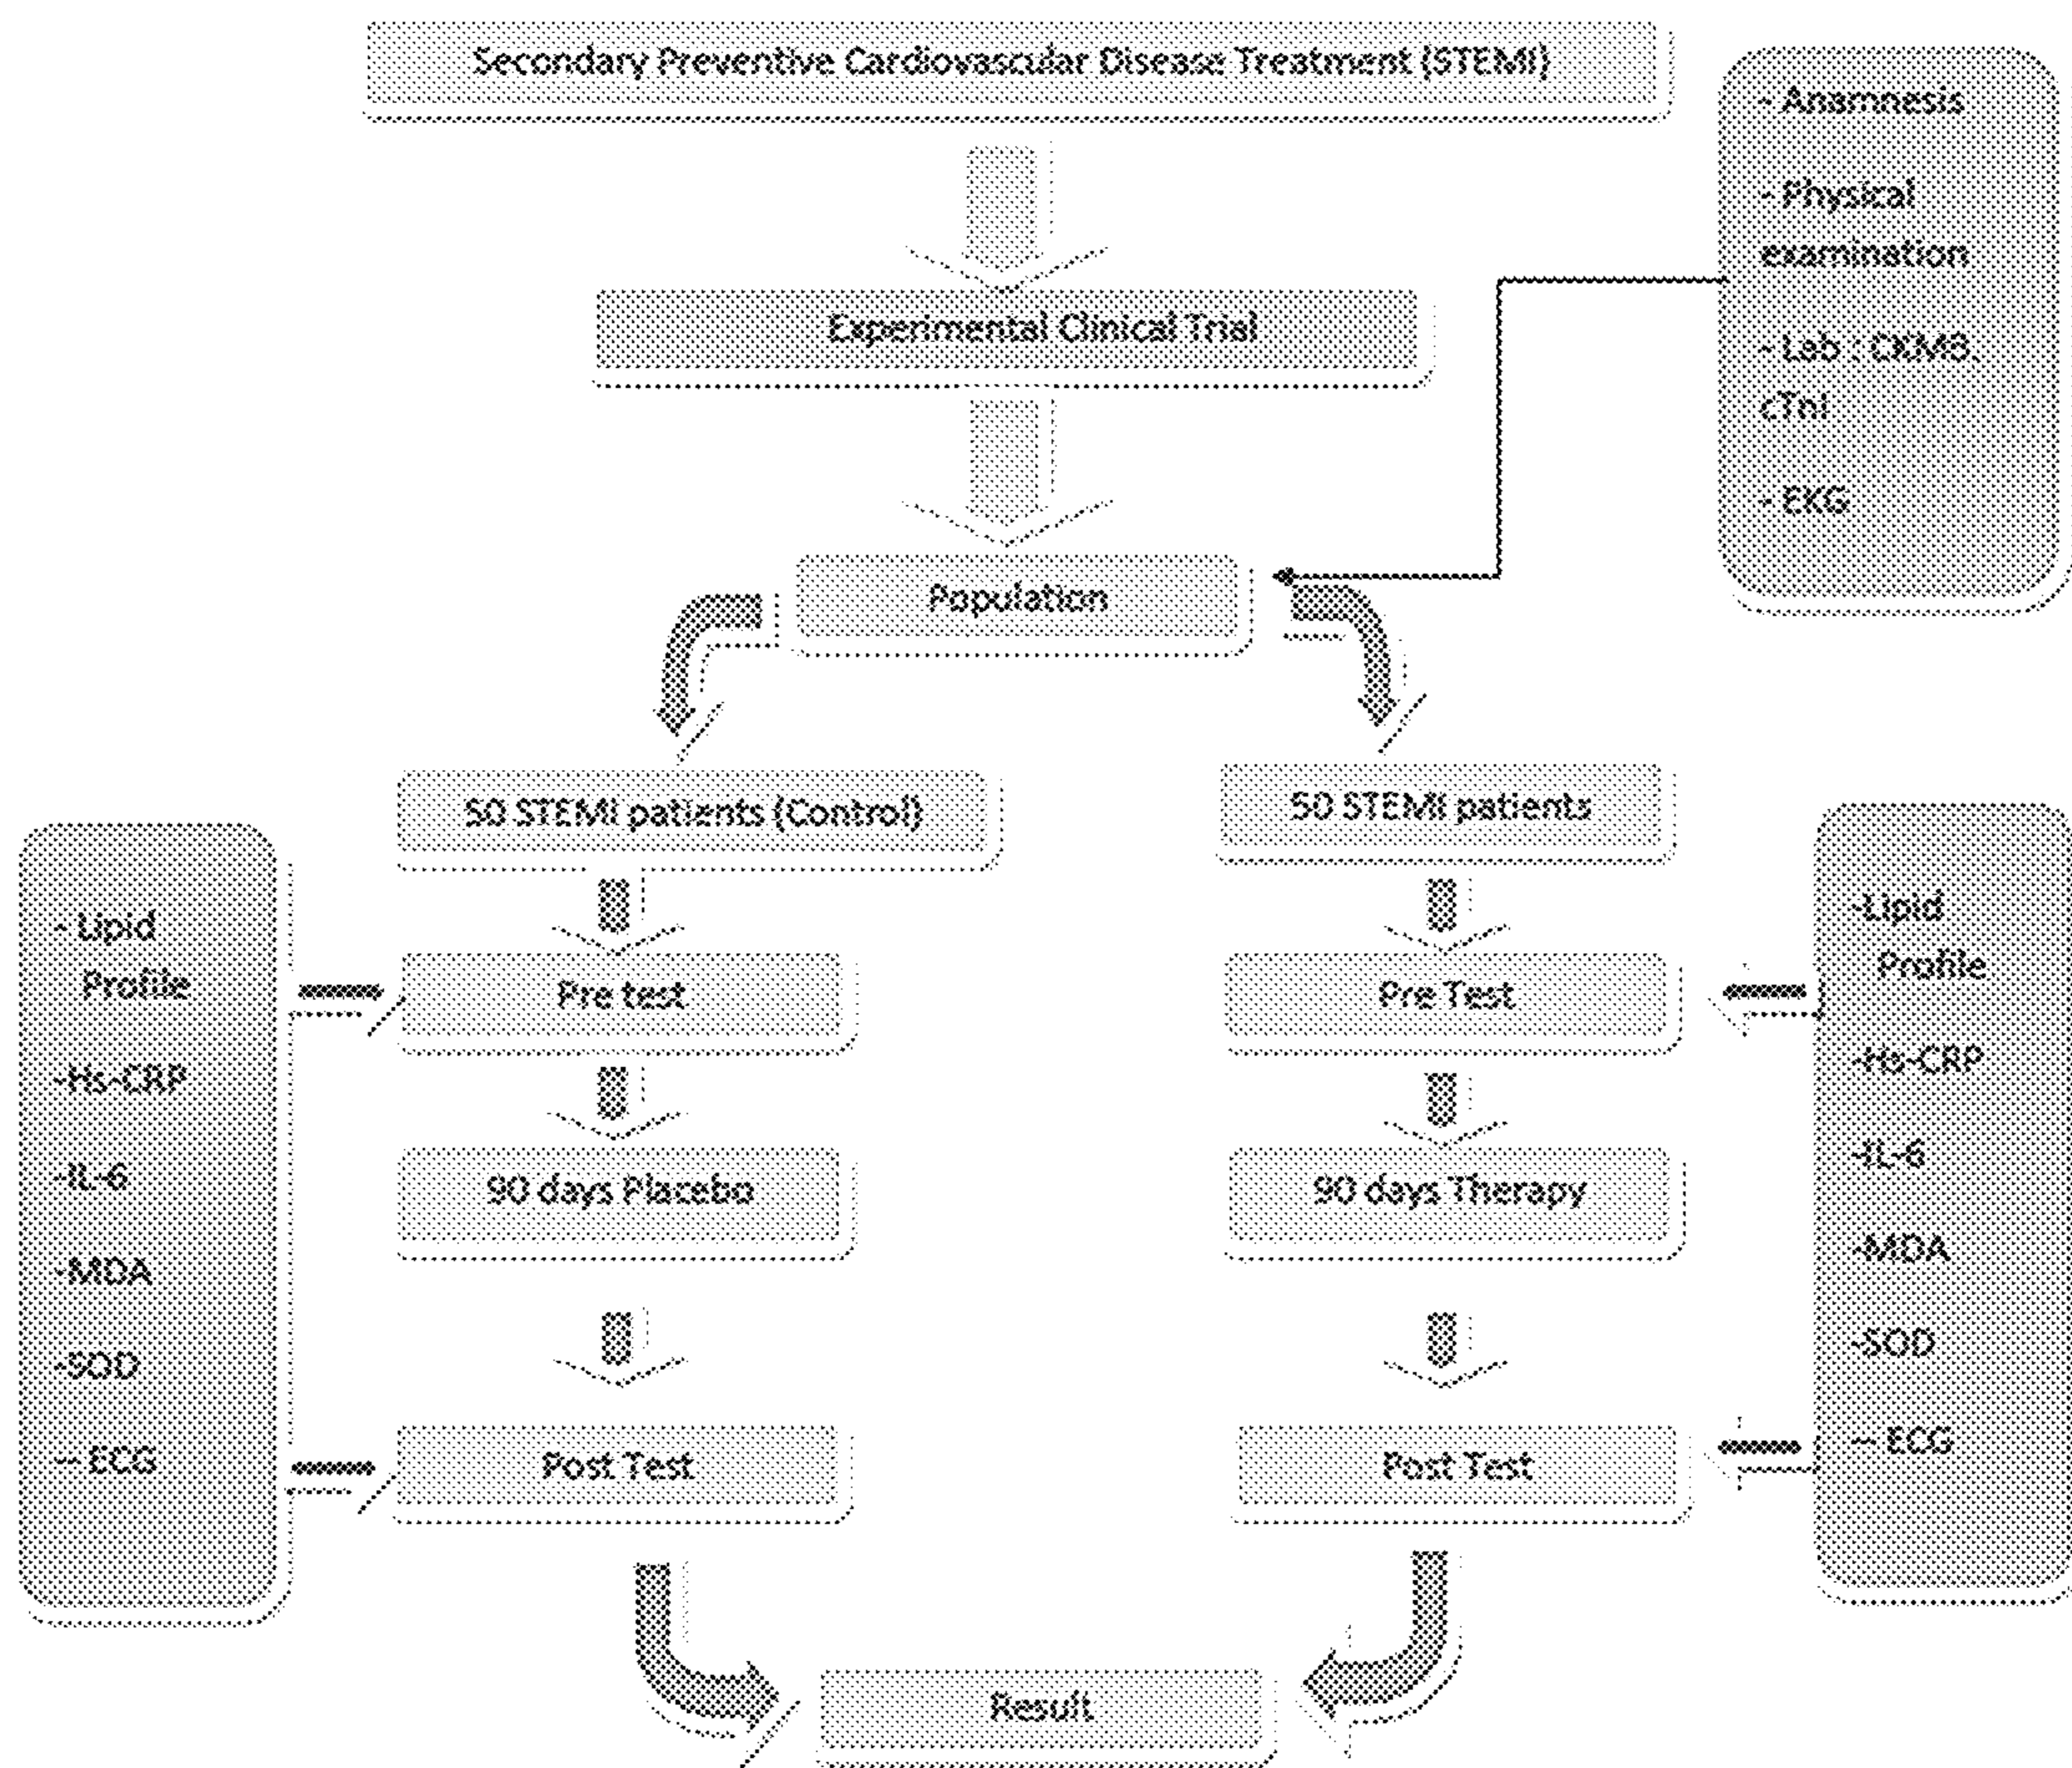 Secondary Preventive Cardiovascular Disease Treatment (STEMI)
- Anamnesis
- Physical
examination
- Lab : CKMB,
cTnI
- EKG
Experimental Clinical Trial
Population
50 STEMI patients (Control)
50 STEMI patients
- Lipid
Profile
-Hs-CRP
-IL-6
-MDA
-SOD
-- ECG
Pre test
90 days Placebo
Post Test
Pre Test
90 days Therapy
Post Test
-Lipid
Profile
-Hs-CRP
-IL-6
-MDA
-SOD
-- ECG
Result